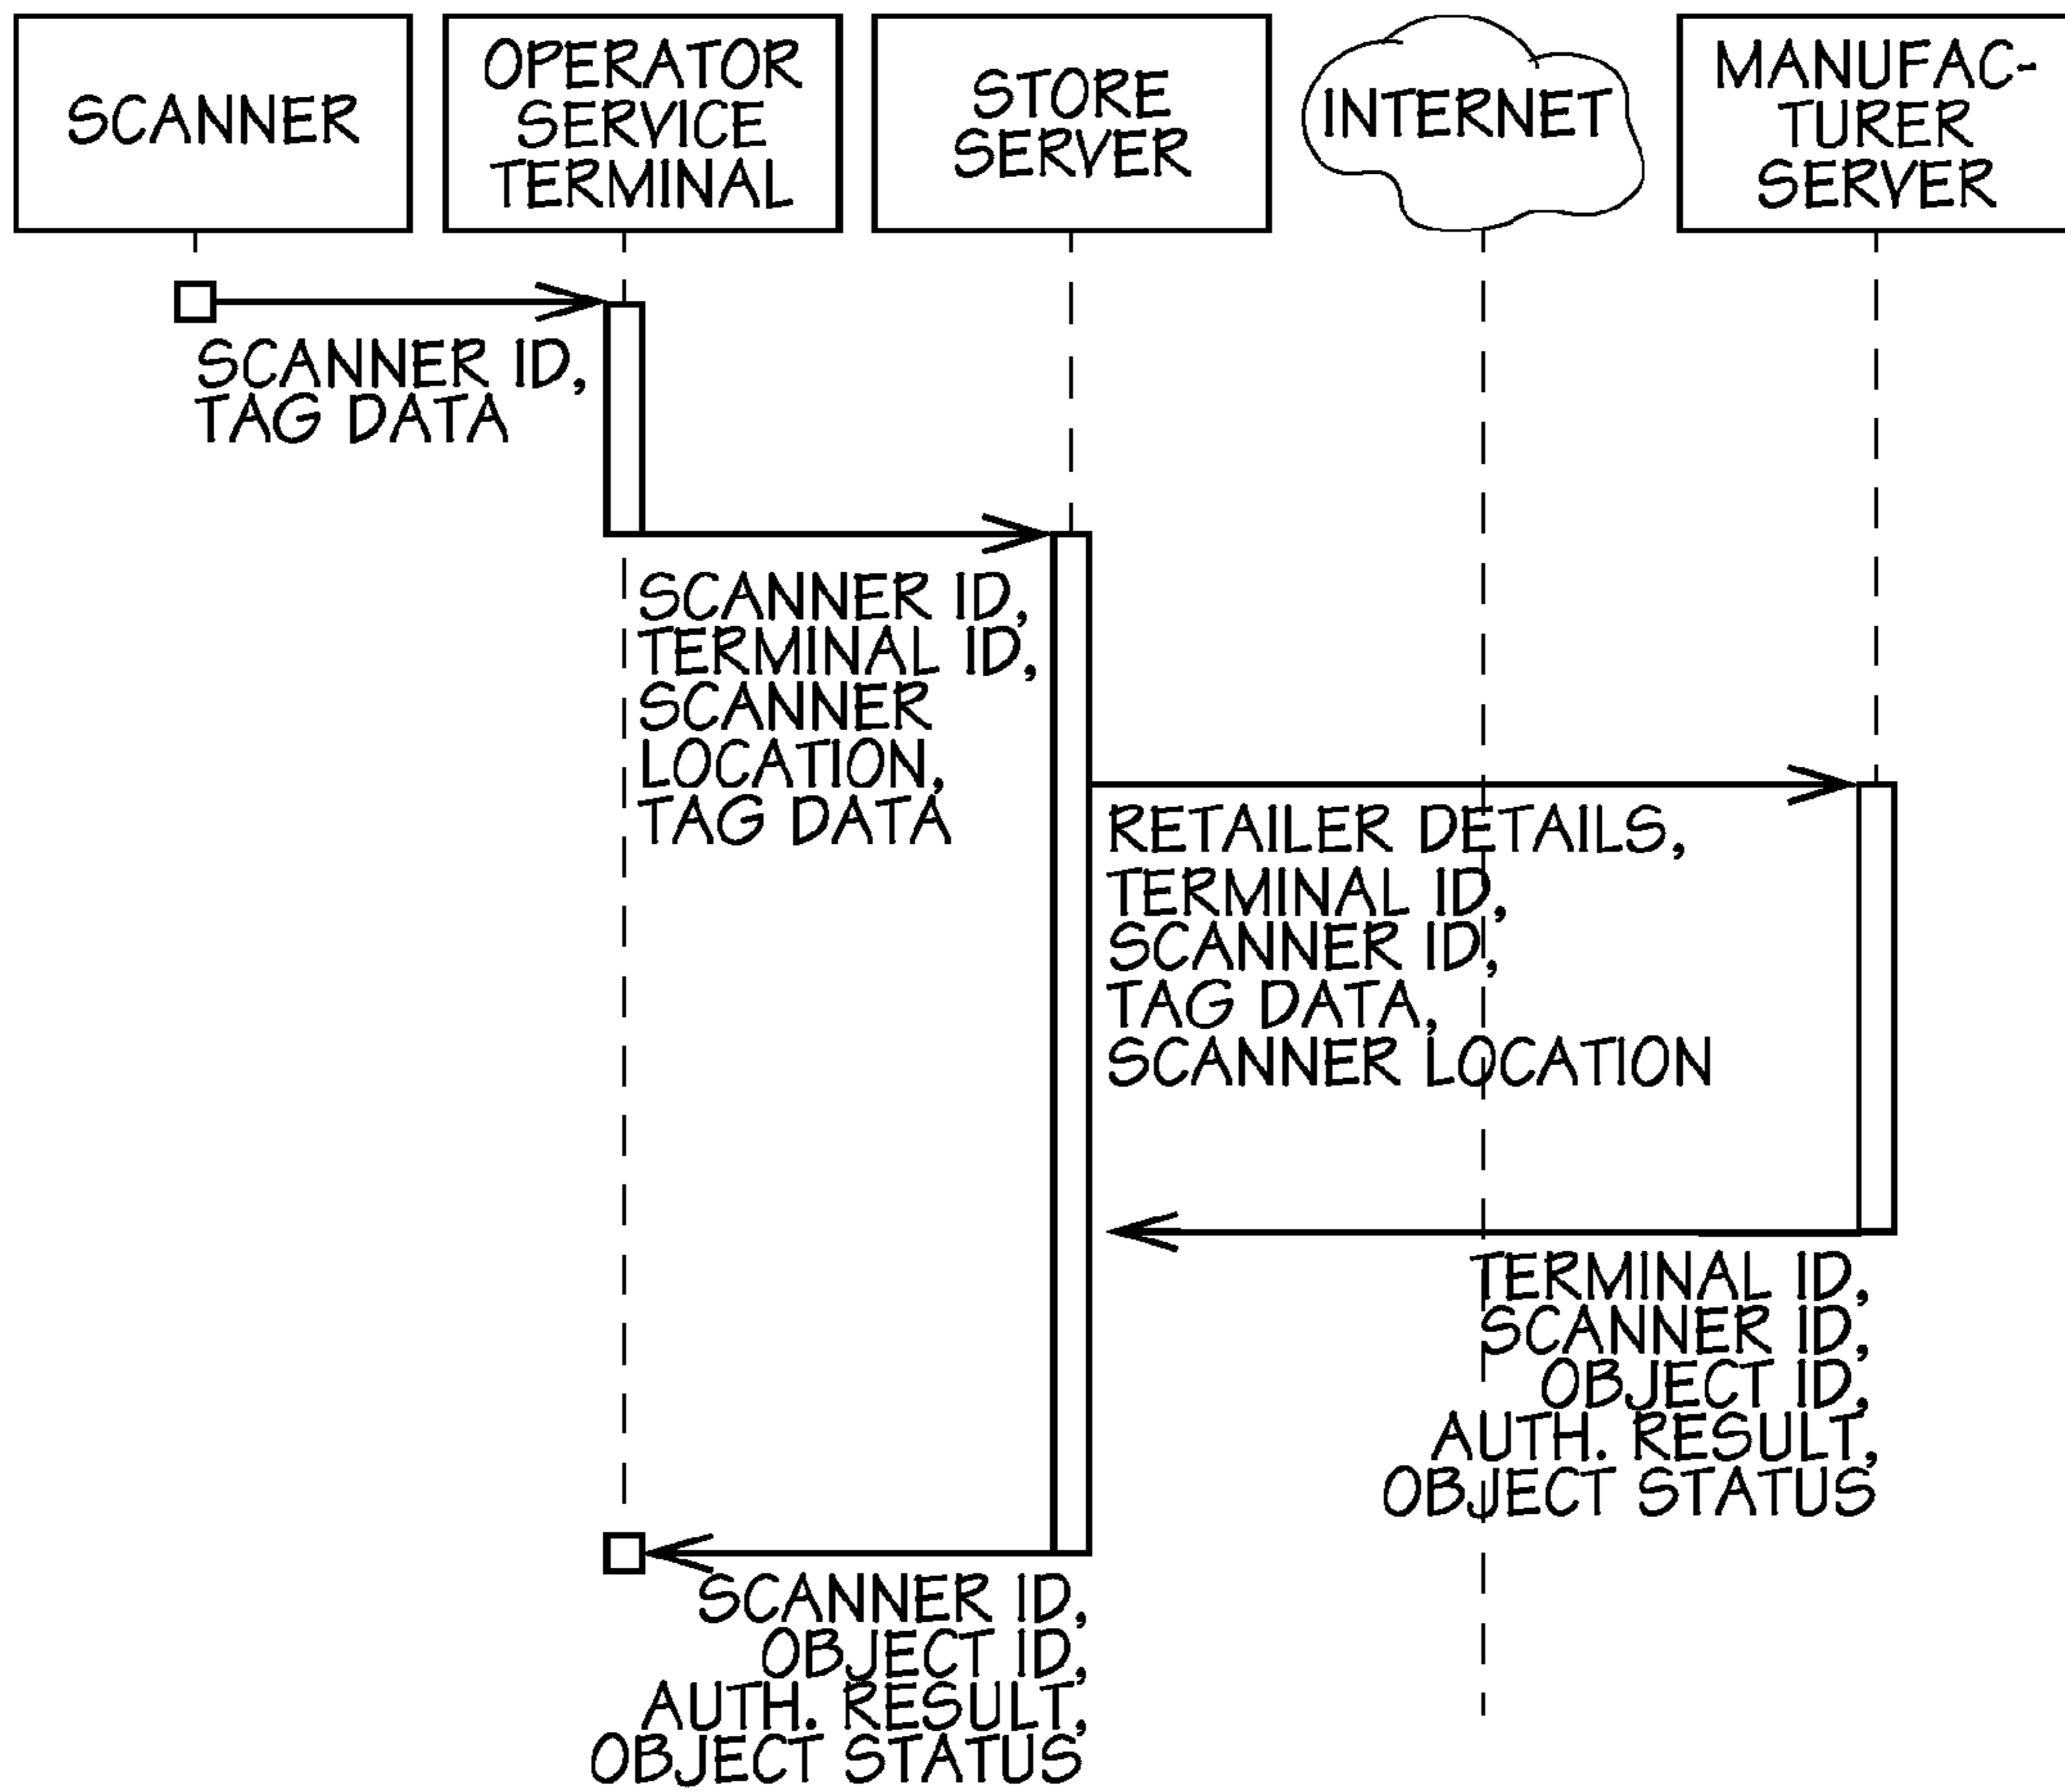 SCANNER
OPERATOR
SERVICE
TERMINAL
STORE
SERVER
INTERNET
MANUFAC-
TURER
SERVER
SCANNER ID,
TAG DATA
SCANNER ID,
TERMINAL ID,
SCANNER
LOCATION,
TAG DATA
RETAILER DETAILS,
TERMINAL ID,
SCANNER ID,
TAG DATA,
SCANNER LOCATION
TERMINAL ID,
SCANNER ID,
OBJECT ID,
AUTH. RESULT,
OBJECT STATUS
SCANNER ID,
OBJECT ID,
AUTH. RESULT,
OBJECT STATUS